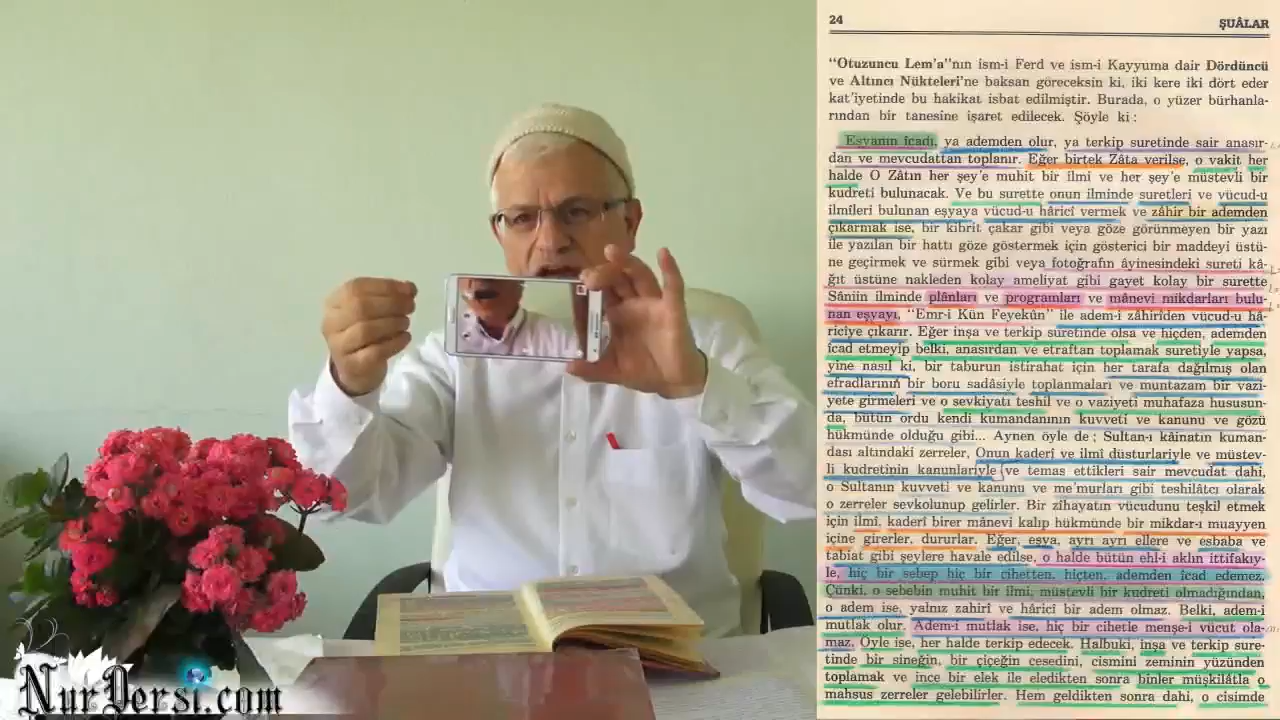 24
ŞUÂLAR
"Otuzuncu Lem'a"nın ism-i Ferd ve ism-i Kayyuma dair Dördüncü
ve Altıncı Nükteleri'ne baksan göreceksin ki, iki kere iki dört eder
kat'iyetinde bu hakikat isbat edilmiştir. Burada, o yüzer bürhanla-
rından bir tanesine işaret edilecek. Şöyle ki :
Eşyanın îcadı, ya ademden olur, ya terkip suretinde sair anasır-
dan ve mevcudattan toplanır. Eğer birtek Zâta verilse, o vakit her
halde O Zâtın her şey'e muhit bir ilmi ve her şey'e müstevli bir
kudreti bulunacak. Ve bu surette onun ilminde suretleri ve vücud-u
ilmîleri bulunan eşyaya vücud-u hâricî vermek ve zâhir bir ademden
çıkarmak ise, bir kibrit çakar gibi veya göze görünmeyen bir yazı
ile yazılan bir hattı göze göstermek için gösterici bir maddeyi üstü-
ne geçirmek ve sürmek gibi veya fotoğrafın âyinesindeki sureti kâ-
ğıt üstüne nakleden kolay ameliyat gibi gayet kolay bir surette
Sâniin ilminde plânları ve programları ve mânevi mikdarları bulu-
nan eşyayı, "Emr-i Kün Feyekûn" ile adem-i zâhirîden vücud-u hâ-
riciye çıkarır. Eğer inşa ve terkip suretinde olsa ve hiçden, ademden
îcad etmeyip belki, anasırdan ve etraftan toplamak suretiyle yapsa,
yine nasıl ki, bir taburun istirahat için her tarafa dağılmış olan
efradlarının bir boru sadâsiyle toplanmaları ve muntazam bir vazi-
yete girmeleri ve o sevkiyatı teshil ve o vaziyeti muhafaza hususun-
da, bütün ordu kendi kumandanının kuvveti ve kanunu ve gözü
hükmünde olduğu gibi... Aynen öyle de ; Sultan-ı kâinatın kuman-
dası altındaki zerreler, Onun kaderî ve ilmî düsturlariyle ve müstev-
li kudretinin kanunlariyle ve temas ettikleri sair mevcudat dahi,
o Sultanın kuvveti ve kanunu ve me'murları gibi teshilâtcı olarak
o zerreler sevkolunup gelirler. Bir zîhayatın vücudunu teşkil etmek
için ilmî, kaderî birer mânevi kalıp hükmünde bir mikdar-ı muayyen
içine girerler, dururlar. Eğer, eşya, ayrı ayrı ellere ve esbaba ve
tabiat gibi şeylere havale edilse, o halde bütün ehl-i aklın ittifakıy-
le, hiç bir sebep hiç bir cihetten, hiçten, ademden îcad edemez.
Çünki, o sebebin muhit bir ilmi, müstevli bir kudreti olmadığından,
o adem ise, yalnız zahirî ve hâricî bir adem olmaz. Belki, adem-i
mutlak olur. Adem-i mutlak ise, hiç bir cihetle menşe-i vücut ola-
maz. Öyle ise, her halde terkip edecek. Halbuki, inşa ve terkip sure-
tinde bir sineğin, bir çiçeğin cesedini, cismini zeminin yüzünden
toplamak ve ince bir elek ile eledikten sonra binler müşkilâtla o
mahsus zerreler gelebilirler. Hem geldikten sonra dahi, o cisimde
NurDersi.com